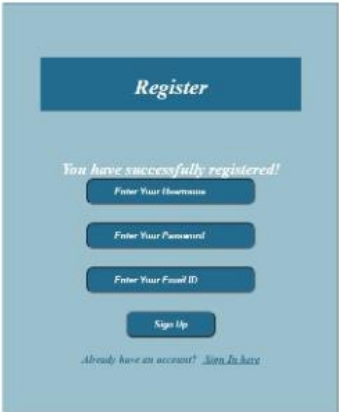 Register
You have successfully registered!
Enter Your Username
Enter Your Password
Enter Your Email ID
Sign Up
Already have an account? Sign In here